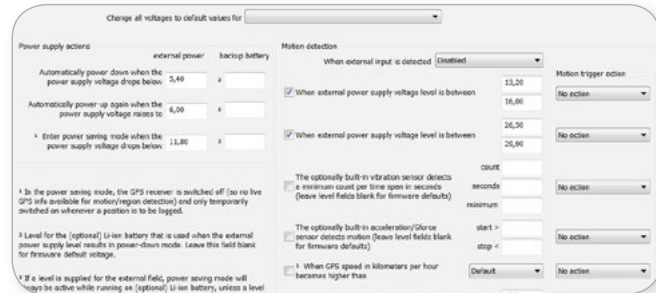 Change all voltages to default values for
Power supply actions
external power backup battery
Automatically power down when the
power supply voltage drops below 5,40 2
Automatically power-up again when the
power supply voltage raises to 6,00
1 Enter power saving mode when the
power supply voltage drops below 11,80
1 In the power saving mode, the GPS receiver is switched off (so no live
GPS info available for motion/region detection) and only temporarily
switched on whenever a position is to be logged.
2 Level for the (optional) Li-ion battery that is used when the external
power supply level results in power-down mode. Leave this field blank
for firmware default voltage.
3 If a level is supplied for the external field, power saving mode will
always be active while running on (optional) Li-ion battery, unless a level
Motion detection
When external input is detected Disabled
Motion trigger action
When external power supply voltage level is between
13,20
16,00
No action
When external power supply voltage level is between
26,50
29,90
No action
The optionally built-in vibration sensor detects
a minimum count per time span in seconds
(leave level fields blank for firmware defaults)
count
seconds
minimum
No action
The optionally built-in acceleration/Gforce
sensor detects motion (leave level fields blank
for firmware defaults)
start >
stop <
No action
1 When GPS speed in kilometers per hour
becomes higher than
Default
No action